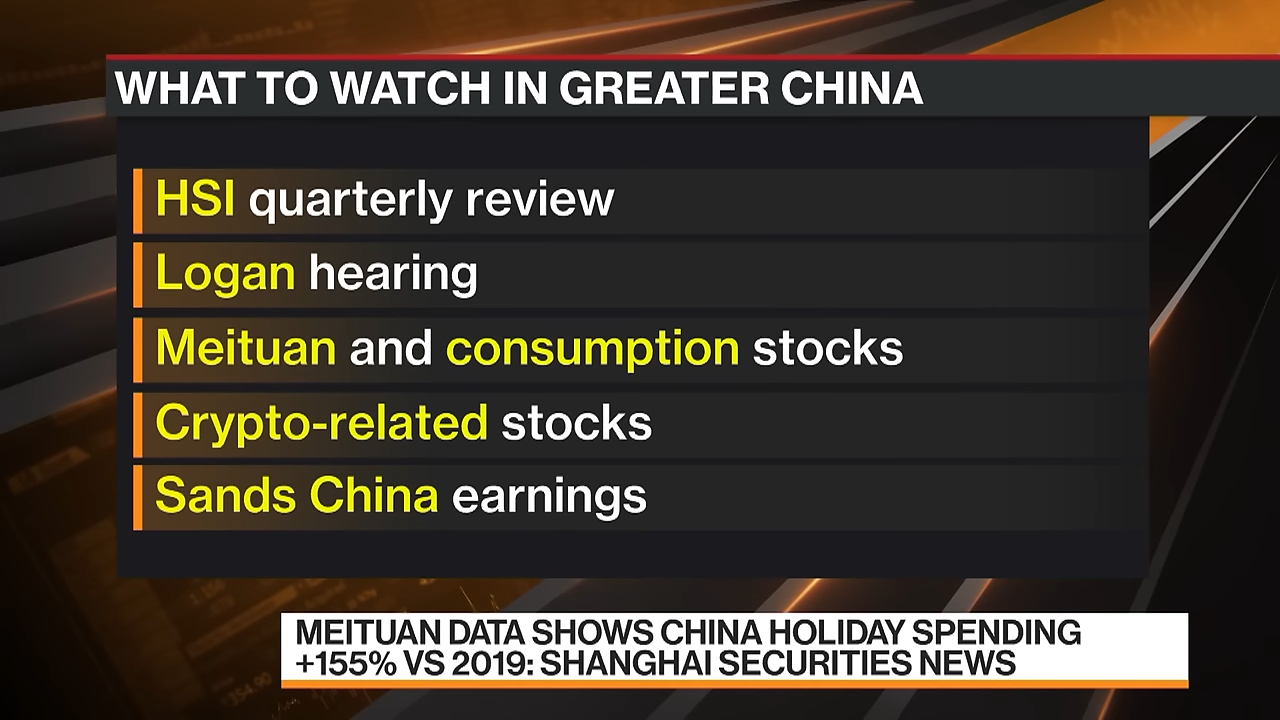 WHAT TO WATCH IN GREATER CHINA
HSI quarterly review
Logan hearing
Meituan and consumption stocks
Crypto-related stocks
Sands China earnings
MEITUAN DATA SHOWS CHINA HOLIDAY SPENDING
+155% VS 2019: SHANGHAI SECURITIES NEWS